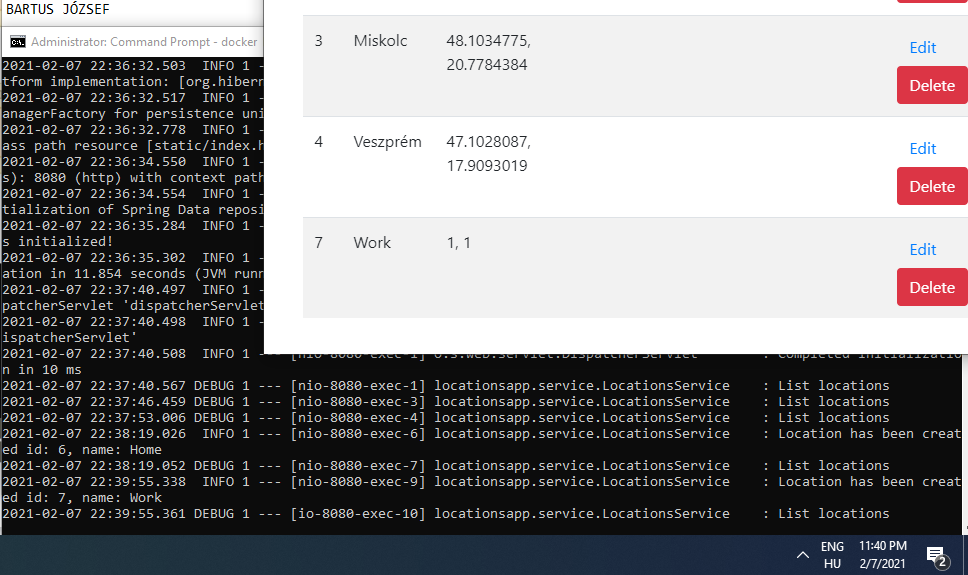 BARTUS JÓZSEF
Administrator: Command Prompt - docker
3 Miskolc 48.1034775, Edit
20.7784384 Delete
4 Veszprém 47.1028087, Edit
17.9093019 Delete
7 Work 1, 1 Edit
Delete
2021-02-07 22:36:32.503  INFO 1 -
tform implementation: [org.hibern
2021-02-07 22:36:32.517  INFO 1 -
anagerFactory for persistence uni
2021-02-07 22:36:32.778  INFO 1 -
ass path resource [static/index.h
2021-02-07 22:36:34.550  INFO 1 -
s): 8080 (http) with context path
2021-02-07 22:36:34.554  INFO 1 -
tialization of Spring Data reposi
2021-02-07 22:36:35.284  INFO 1 -
s initialized!
2021-02-07 22:36:35.302  INFO 1 -
ation in 11.854 seconds (JVM runn
2021-02-07 22:37:40.497  INFO 1 -
patcherServlet 'dispatcherServlet
2021-02-07 22:37:40.498  INFO 1 -
ispatcherServlet'
2021-02-07 22:37:40.508  INFO 1 --- [nio-8080-exec-1] o.s.web.servlet.DispatcherServlet        : Completed initializatio
n in 10 ms
2021-02-07 22:37:40.567 DEBUG 1 --- [nio-8080-exec-1] locationsapp.service.LocationsService    : List locations
2021-02-07 22:37:46.459 DEBUG 1 --- [nio-8080-exec-3] locationsapp.service.LocationsService    : List locations
2021-02-07 22:37:53.006 DEBUG 1 --- [nio-8080-exec-4] locationsapp.service.LocationsService    : List locations
2021-02-07 22:38:19.026  INFO 1 --- [nio-8080-exec-6] locationsapp.service.LocationsService    : Location has been creat
ed id: 6, name: Home
2021-02-07 22:38:19.052 DEBUG 1 --- [nio-8080-exec-7] locationsapp.service.LocationsService    : List locations
2021-02-07 22:39:55.338  INFO 1 --- [nio-8080-exec-9] locationsapp.service.LocationsService    : Location has been creat
ed id: 7, name: Work
2021-02-07 22:39:55.361 DEBUG 1 --- [io-8080-exec-10] locationsapp.service.LocationsService    : List locations
ENG 11:40 PM
HU 2/7/2021 2